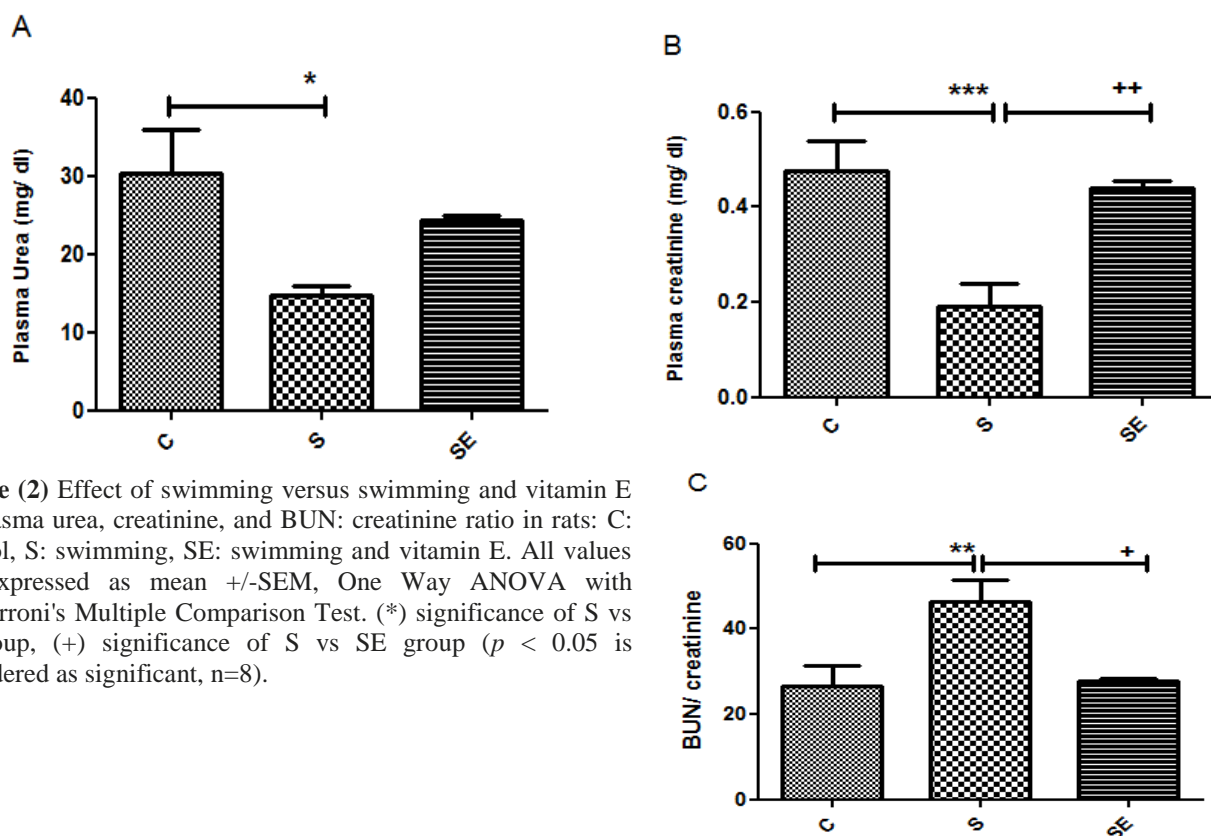 A
*
Plasma Urea (mg/ dl)
40
30
20
10
0
C
S
SE
B
*** ++
Plasma creatinine (mg/ dl)
0.6
0.4
0.2
0.0
C
S
SE
e (2) Effect of swimming versus swimming and vitamin E
asma urea, creatinine, and BUN: creatinine ratio in rats: C:
ol, S: swimming, SE: swimming and vitamin E. All values
xpressed as mean +/-SEM, One Way ANOVA with
rroni's Multiple Comparison Test. (*) significance of S vs
oup, (+) significance of S vs SE group (p < 0.05 is
dered as significant, n=8).
C
** +
BUN/ creatinine
60
40
20
0
C
S
SE